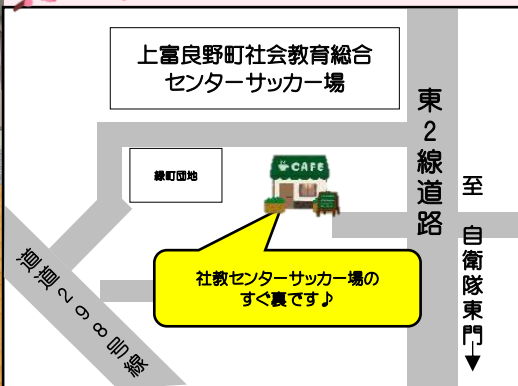 上富良野町社会教育総合
センターサッカー場
東2線道路
緑町団地
CAFE
至 自衛隊東門
社教センターサッカー場の
すぐ裏です♪
道道298号線